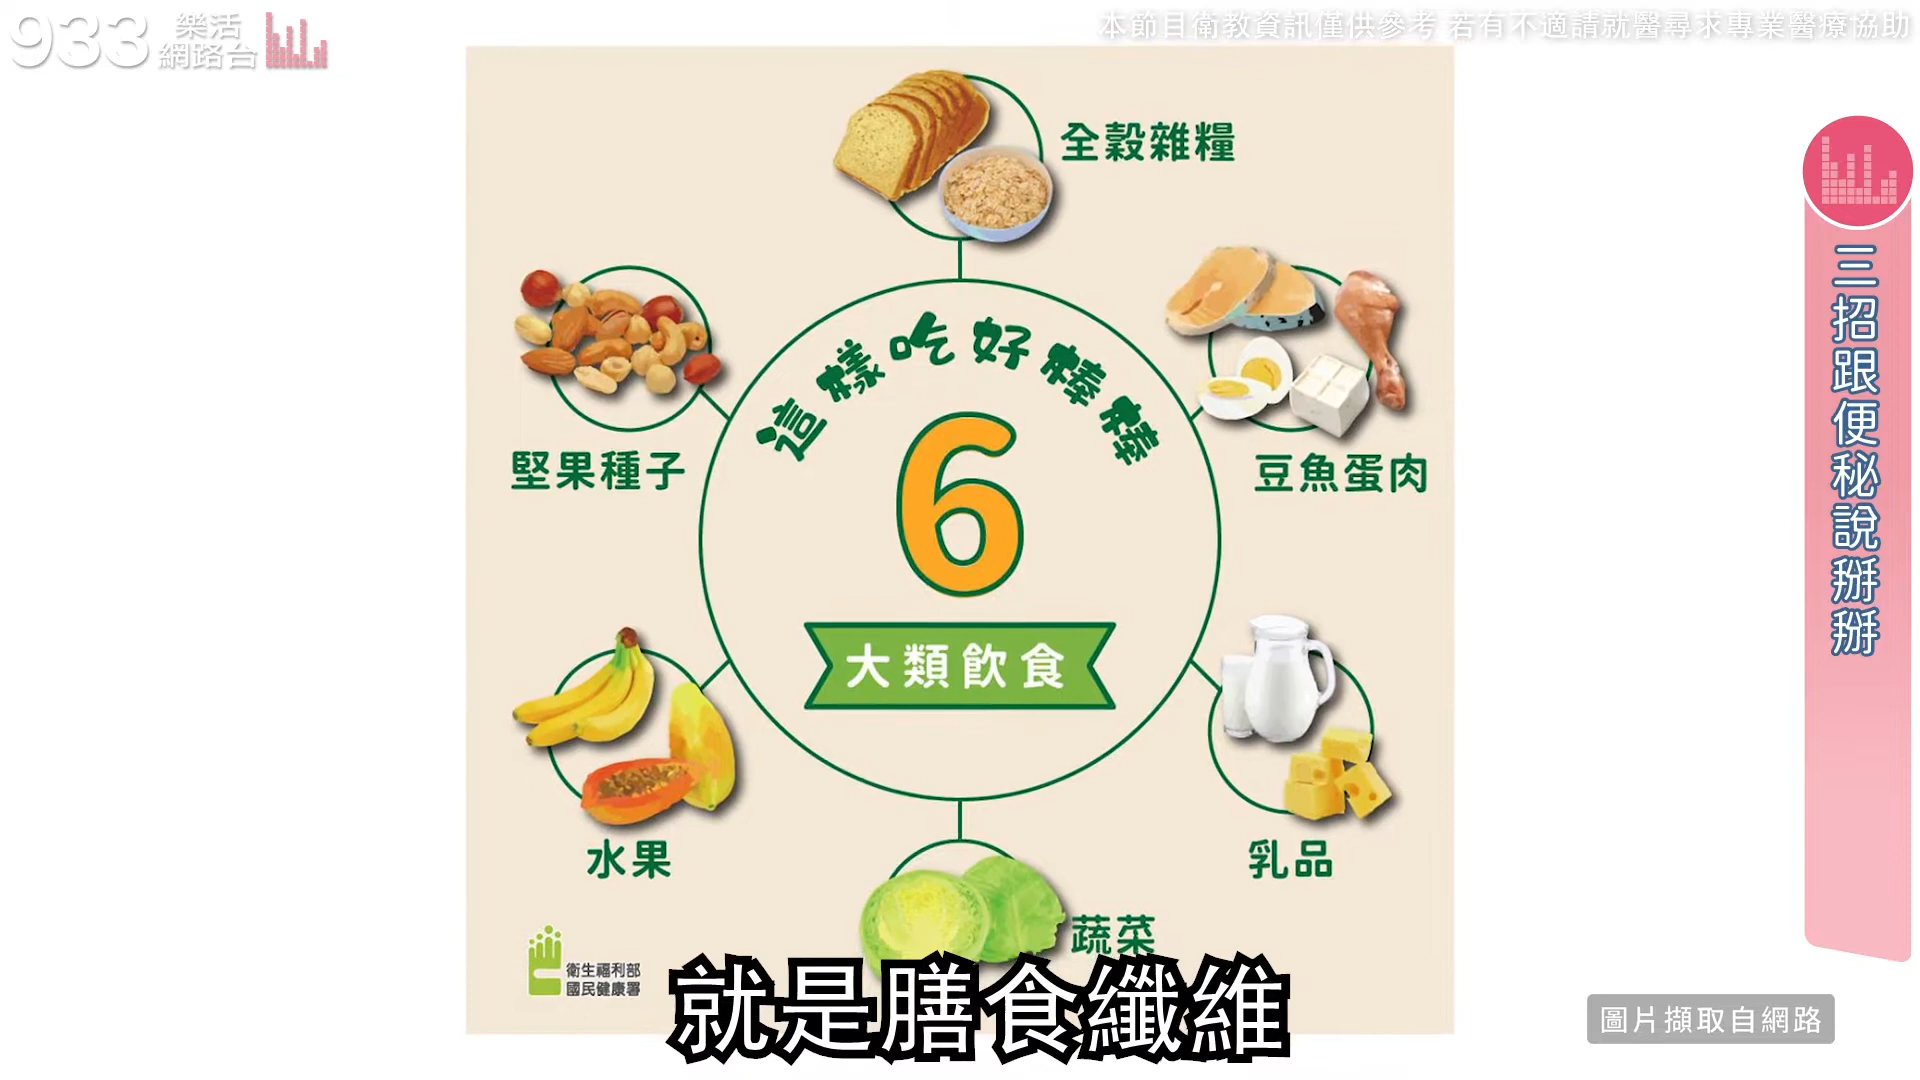 933 樂活
網路台
本節目衛教資訊僅供參考 若有不適請就醫尋求專業醫療協助
全穀雜糧
堅果種子
豆魚蛋肉
這樣吃好棒棒
6
大類飲食
水果
乳品
蔬菜
衛生福利部
國民健康署
三招跟便秘說掰掰
就是膳食纖維
圖片擷取自網路